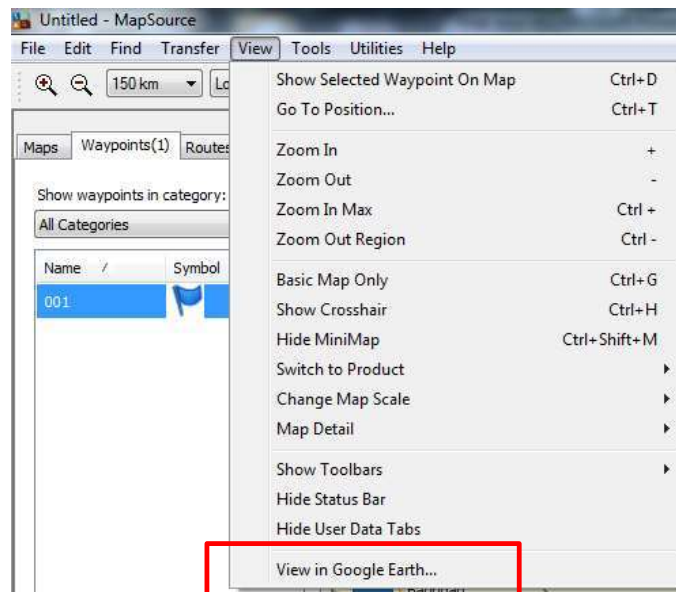 Untitled - MapSource
File Edit Find Transfer View Tools Utilities Help
150 km
Maps Waypoints(1) Routes
Show waypoints in category:
All Categories
Name / Symbol
001
Show Selected Waypoint On Map Ctrl+D
Go To Position... Ctrl+T
Zoom In +
Zoom Out -
Zoom In Max Ctrl +
Zoom Out Region Ctrl -
Basic Map Only Ctrl+G
Show Crosshair Ctrl+H
Hide MiniMap Ctrl+Shift+M
Switch to Product
Change Map Scale
Map Detail
Show Toolbars
Hide Status Bar
Hide User Data Tabs
View in Google Earth...